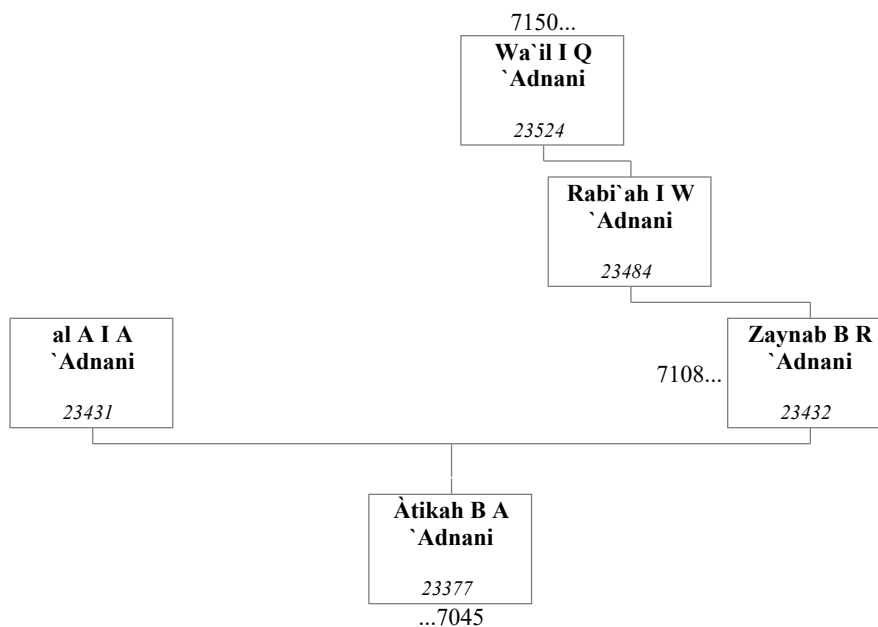 7150...
Wa`il I Q
`Adnani
23524
Rabi`ah I W
`Adnani
23484
al A I A
`Adnani
23431
7108...
Zaynab B R
`Adnani
23432
Àtikah B A
`Adnani
23377
...7045